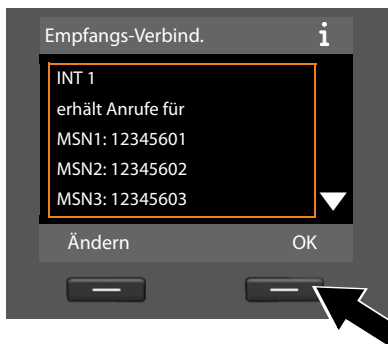 Empfangs-Verbind. i
INT 1
erhält Anrufe für
MSN1: 12345601
MSN2: 12345602
MSN3: 12345603
Ändern OK